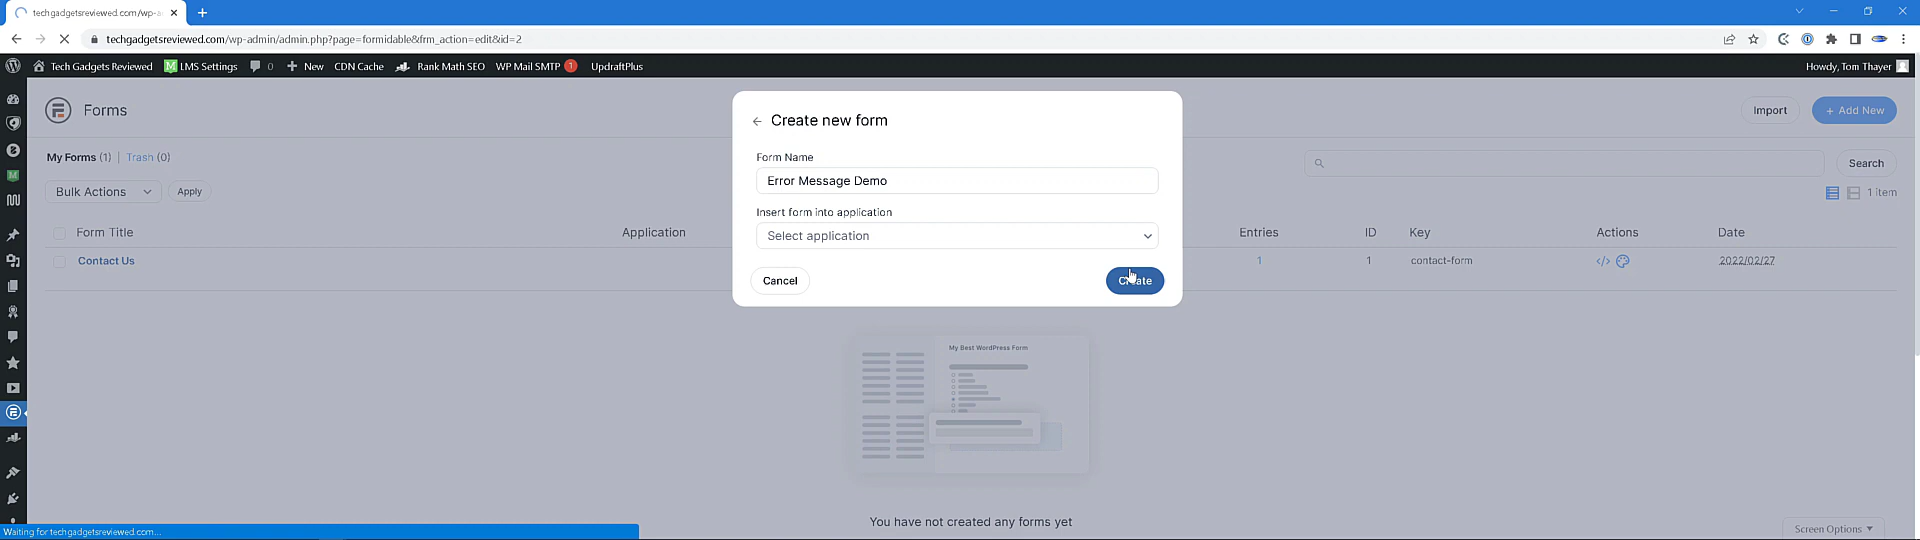 techgadgetsreviewed.com/wp-a
techgadgetsreviewed.com/wp-admin/admin.php?page=formidable&frm_action=edit&id=2
Tech Gadgets Reviewed LMS Settings 0 New CDN Cache Rank Math SEO WP Mail SMTP 1 UpdraftPlus Howdy, Tom Thayer
Forms Import + Add New
Create new form
My Forms (1) | Trash (0)
Form Name
Search
Error Message Demo
Bulk Actions Apply
1 item
Insert form into application
Form Title Application Entries ID Key Actions Date
Select application
Contact Us 1 1 contact-form 2022/02/27
Cancel Create
My Best WordPress Form
You have not created any forms yet
Screen Options
Waiting for techgadgetsreviewed.com...